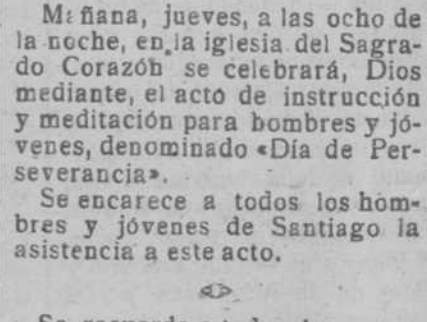 Mañana, jueves, a las ocho de
la noche, en la iglesia del Sagra-
do Corazón se celebrará, Dios
mediante, el acto de instrucción
y meditación para hombres y jó-
venes, denominado «Día de Per-
severancia».
Se encarece a todos los hom-
bres y jóvenes de Santiago la
asistencia a este acto.